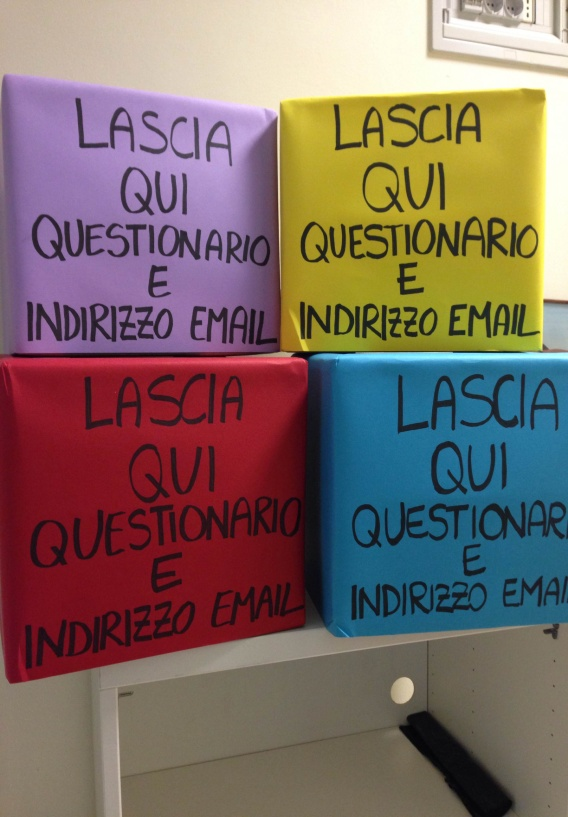 LASCIA
QUI
QUESTIONARIO
E
INDIRIZZO EMAIL
LASCIA
QUI
QUESTIONARIO
E
INDIRIZZO EMAIL
LASCIA
QUI
QUESTIONARIO
E
INDIRIZZO EMAIL
LASCIA
QUI
QUESTIONAR
E
INDIRIZZO EMAI